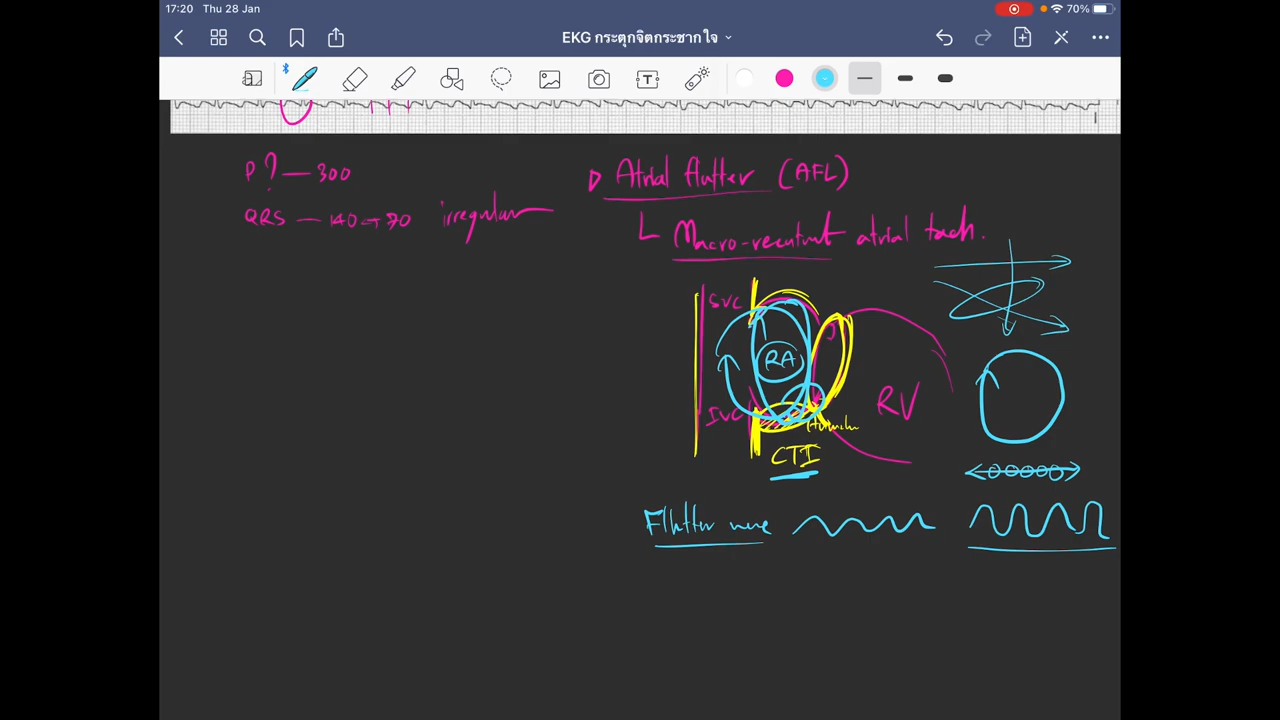 17:20 Thu 28 Jan
70%
EKG กระตุกจิตกระชากใจ
P ? — 300
QRS — 140 → 70 irregular
Atrial flutter (AFL)
Macro-reentrant atrial tach.
SVC
RA
IVC
RV
CTI
Flutter wave